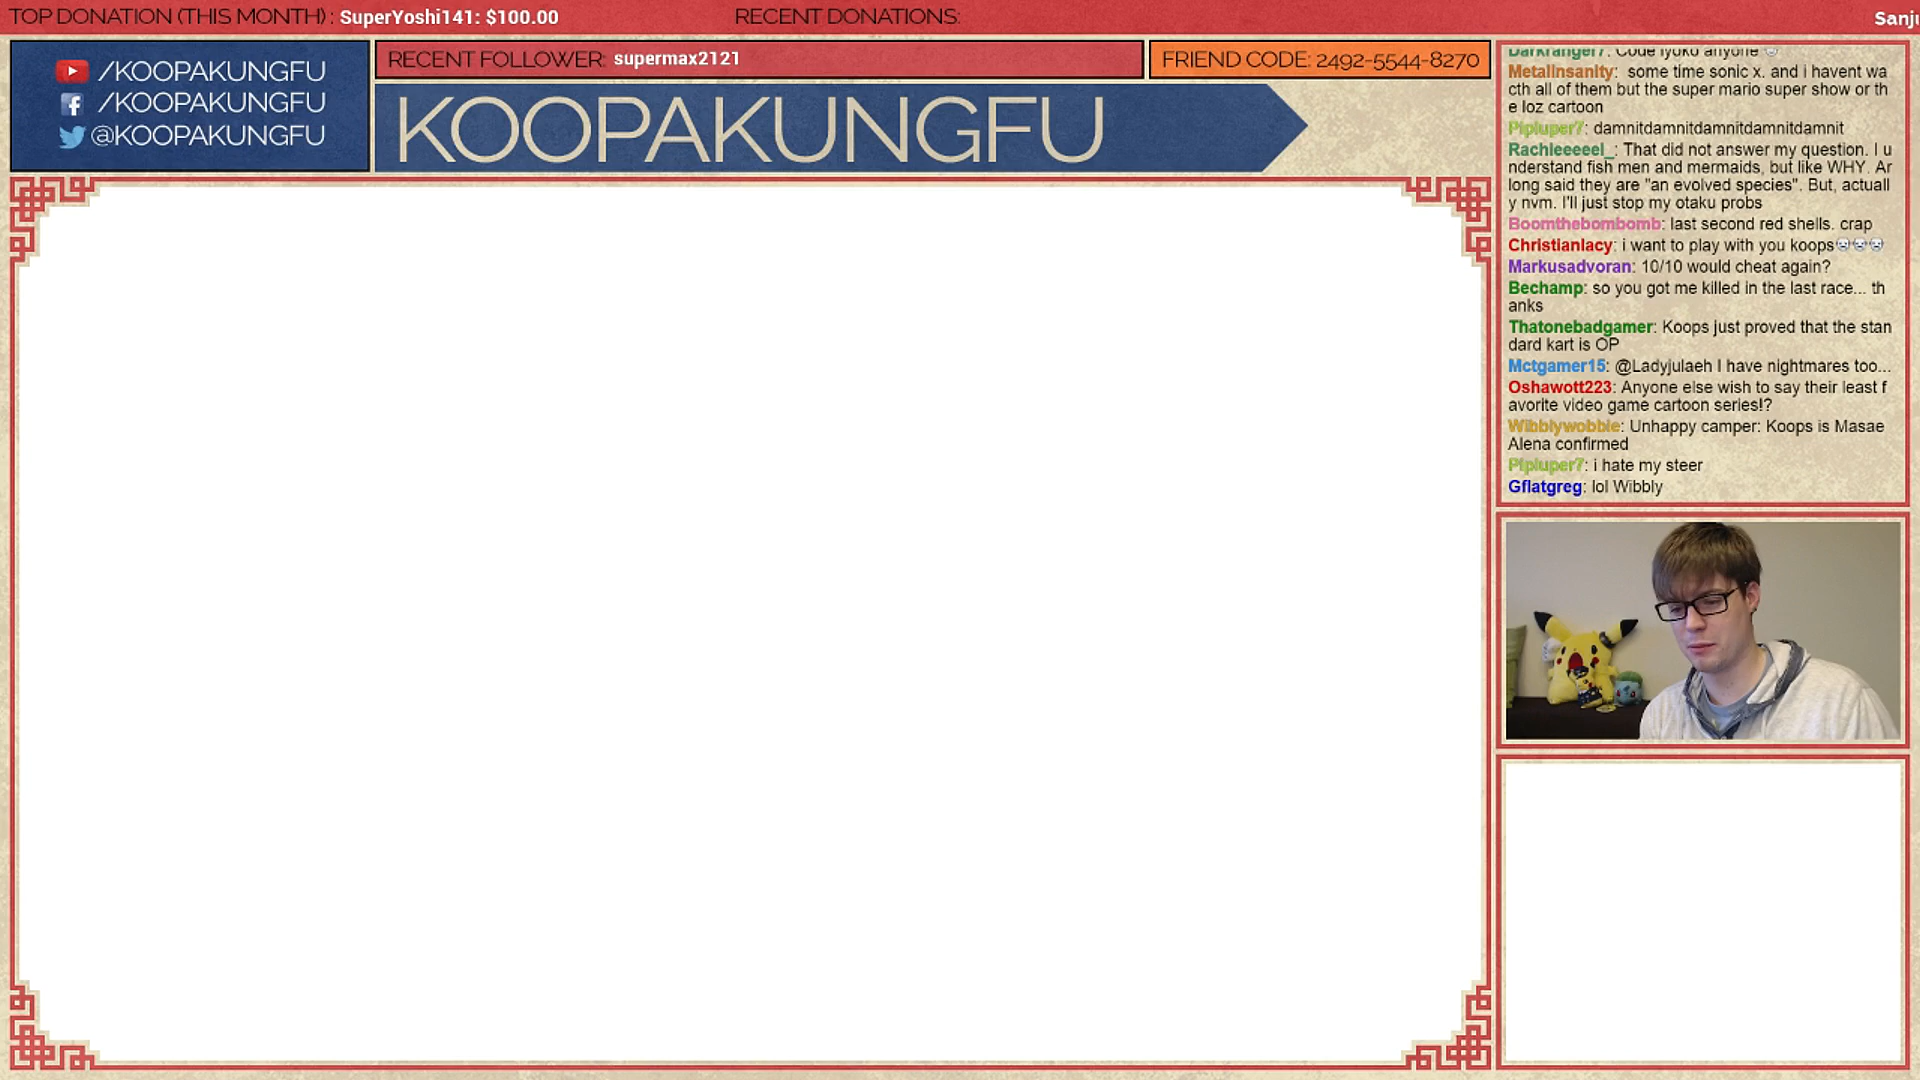 TOP DONATION (THIS MONTH) : SuperYoshi141: $100.00
RECENT DONATIONS:
/KOOPAKUNGFU
/KOOPAKUNGFU
@KOOPAKUNGFU
RECENT FOLLOWER: supermax2121
FRIEND CODE: 2492-5544-8270
KOOPAKUNGFU
Darkranger7: Code Iyoko anyone
Metalinsanity: some time sonic x. and i havent wa
cth all of them but the super mario super show or th
e loz cartoon
Pipluper7: damnitdamnitdamnitdamnitdamnit
Rachieeeeel_: That did not answer my question. I u
nderstand fish men and mermaids, but like WHY. Ar
long said they are "an evolved species". But, actuall
y nvm. I'll just stop my otaku probs
Boomthebombomb: last second red shells. crap
Christianlacy: i want to play with you koops
Markusadvoran: 10/10 would cheat again?
Bechamp: so you got me killed in the last race... th
anks
Thatonebadgamer: Koops just proved that the stan
dard kart is OP
Mctgamer15: @Ladyjulaeh I have nightmares too...
Oshawott223: Anyone else wish to say their least f
avorite video game cartoon series!?
Wibblywobble: Unhappy camper: Koops is Masae
Alena confirmed
Pipluper7: i hate my steer
Gflatgreg: lol Wibbly